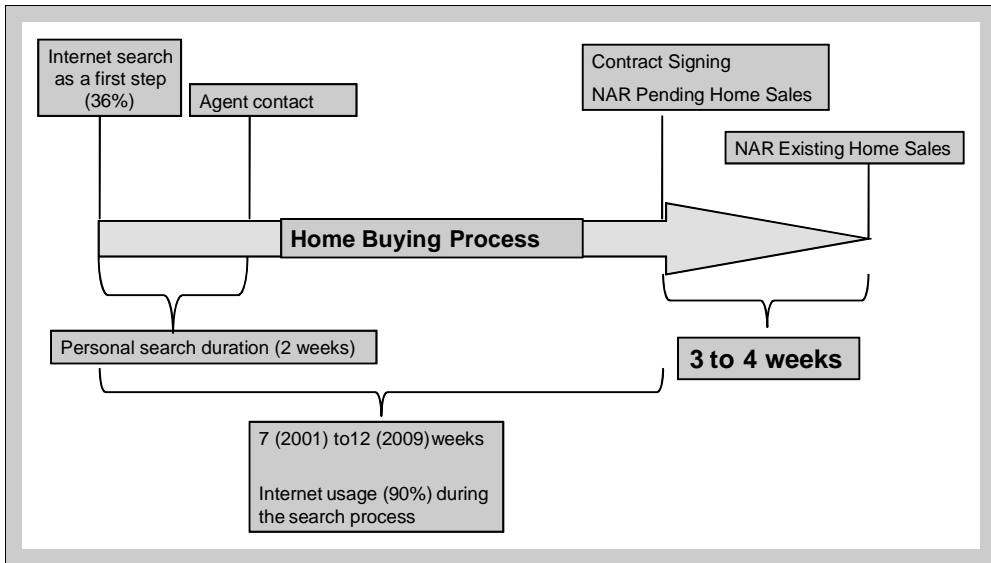 Internet search
as a first step
(36%)
Agent contact
Contract Signing
NAR Pending Home Sales
NAR Existing Home Sales
Home Buying Process
Personal search duration (2 weeks)
3 to 4 weeks
7 (2001) to12 (2009)weeks
Internet usage (90%) during
the search process